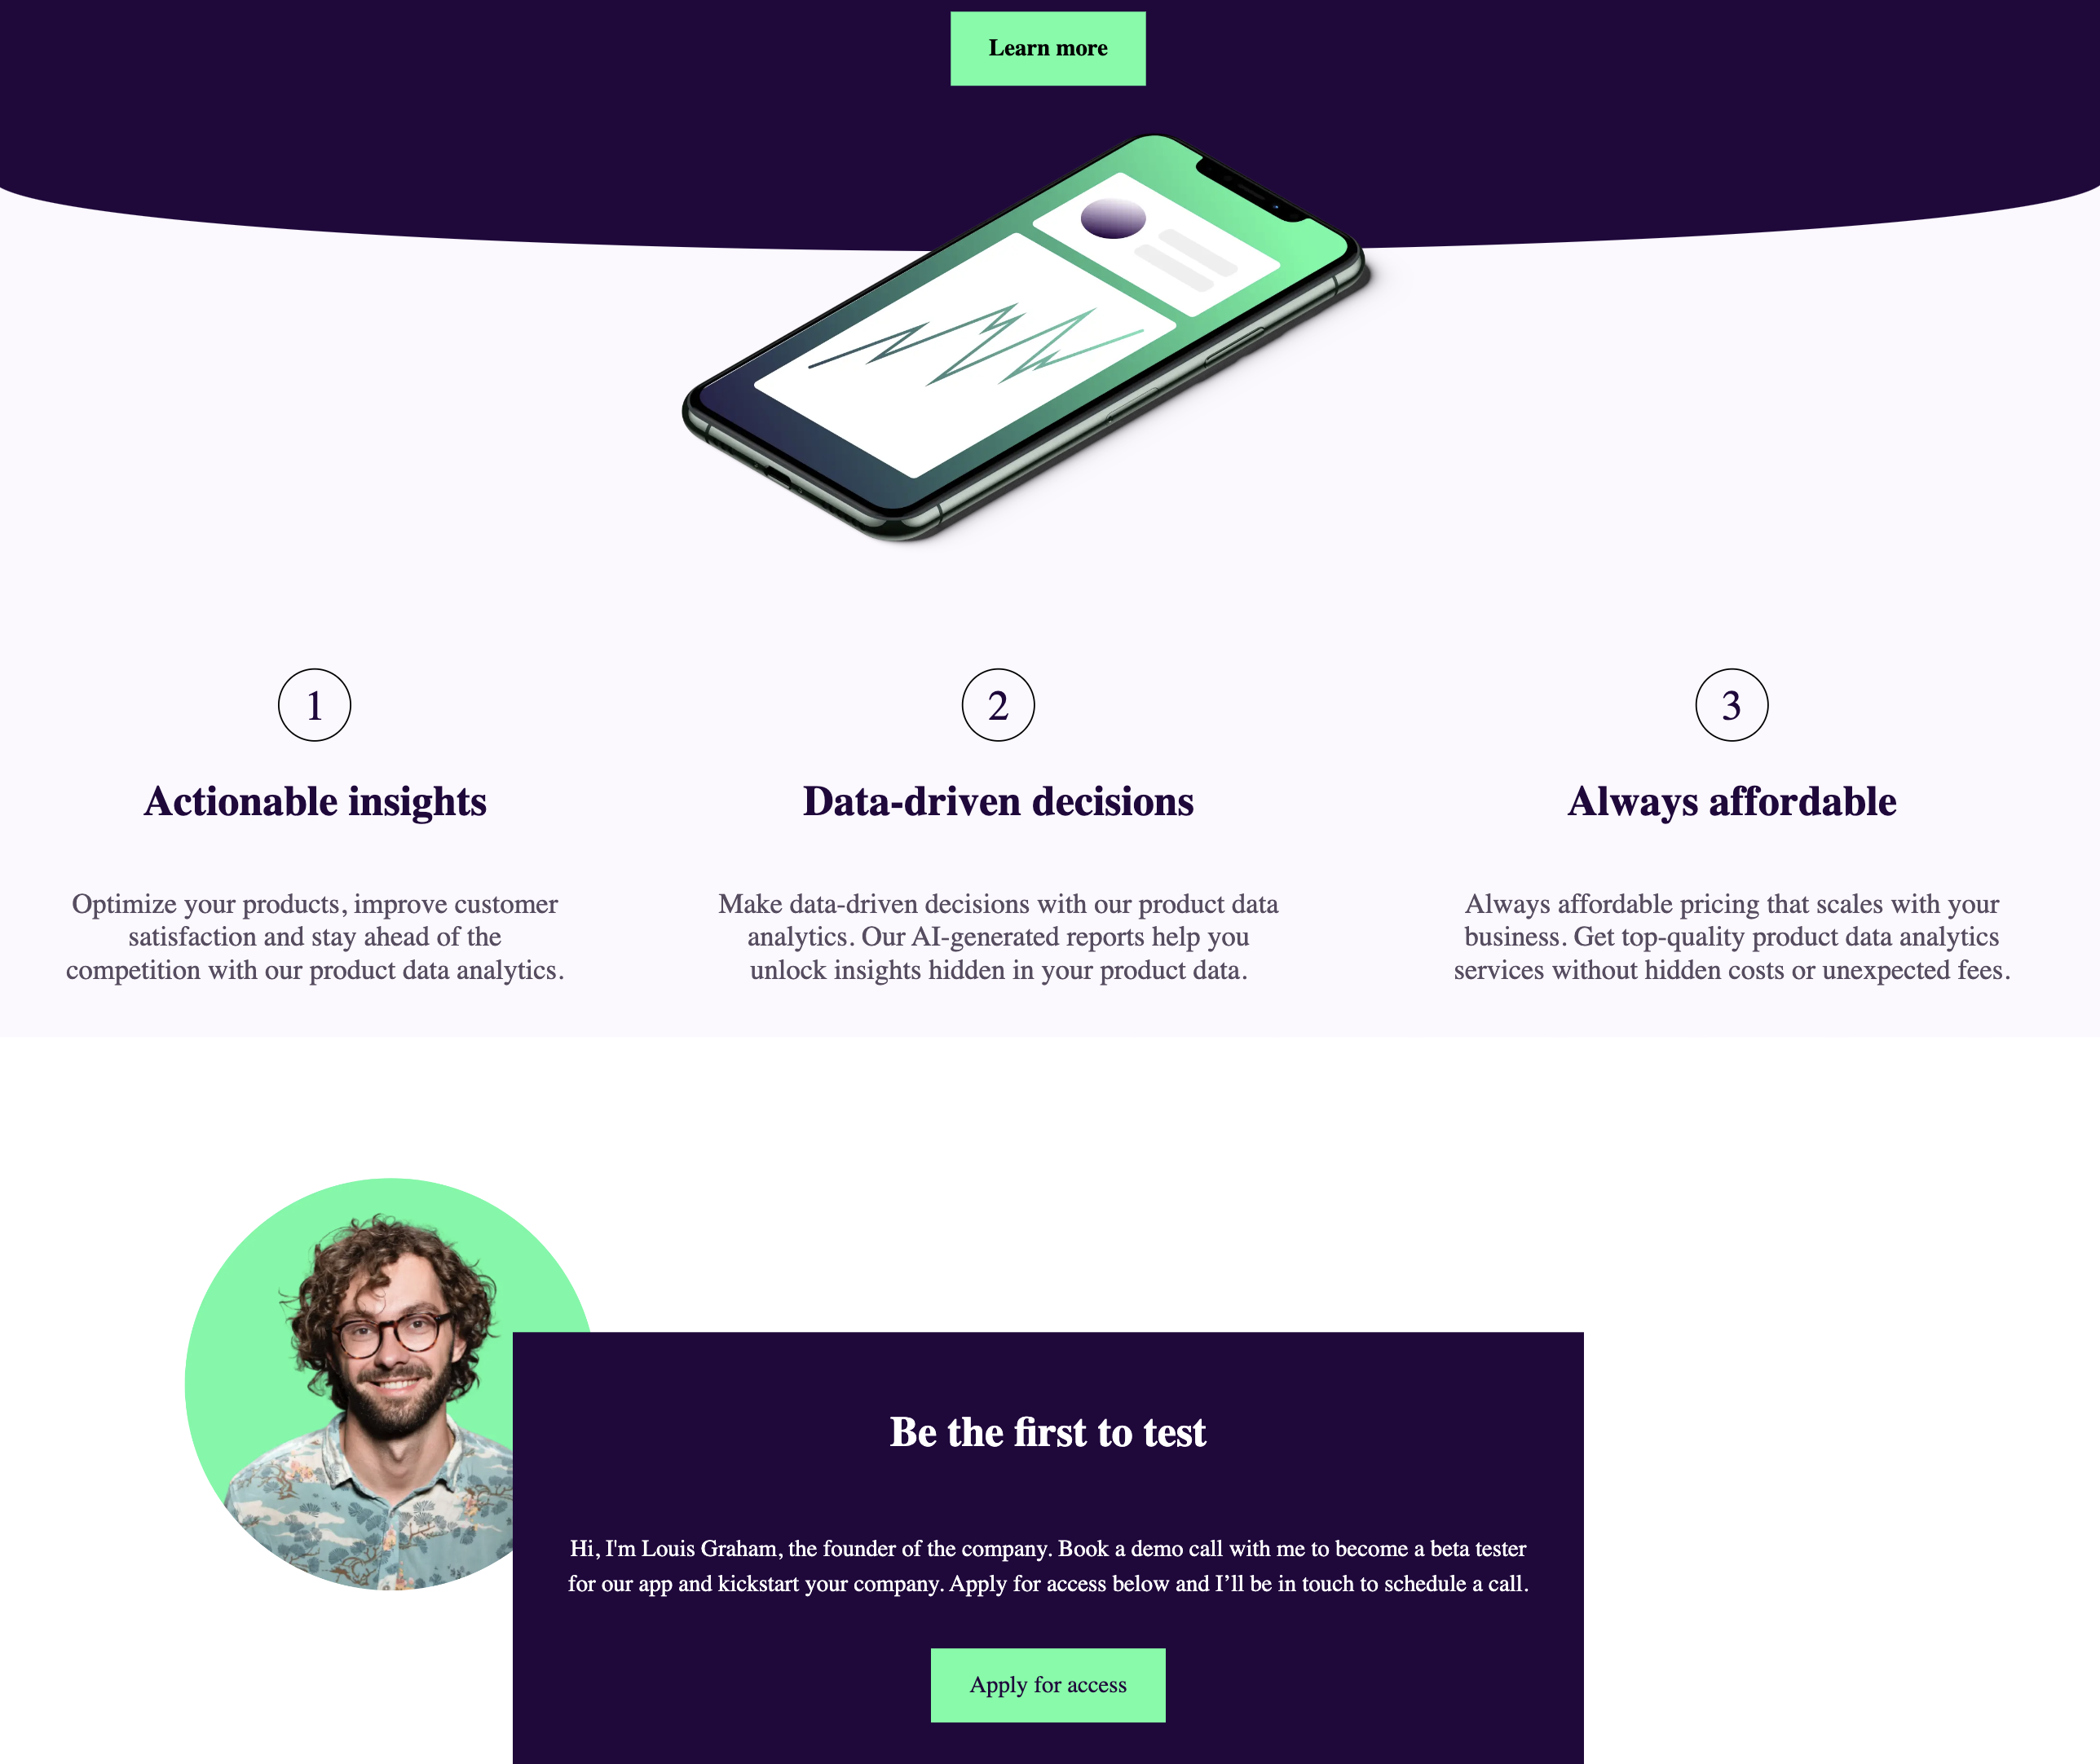 Learn more
1
Actionable insights
Optimize your products, improve customer
satisfaction and stay ahead of the
competition with our product data analytics.
2
Data-driven decisions
Make data-driven decisions with our product data
analytics. Our AI-generated reports help you
unlock insights hidden in your product data.
3
Always affordable
Always affordable pricing that scales with your
business. Get top-quality product data analytics
services without hidden costs or unexpected fees.
Be the first to test
Hi, I'm Louis Graham, the founder of the company. Book a demo call with me to become a beta tester
for our app and kickstart your company. Apply for access below and I’ll be in touch to schedule a call.
Apply for access